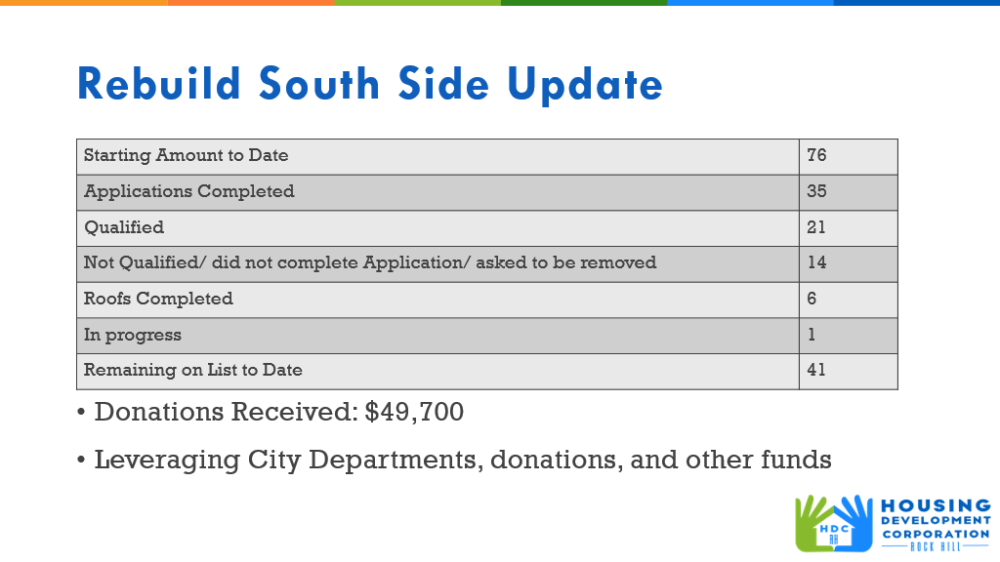 Rebuild South Side Update
Starting Amount to Date 76
Applications Completed 35
Qualified 21
Not Qualified/ did not complete Application/ asked to be removed 14
Roofs Completed 6
In progress 1
Remaining on List to Date 41
• Donations Received: $49,700
• Leveraging City Departments, donations, and other funds
HDC
RH
HOUSING
DEVELOPMENT
CORPORATION
ROCK HILL